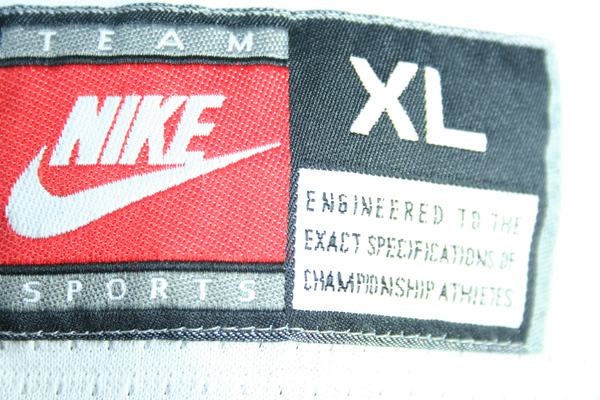 TEAM
NIKE
SPORTS
XL
ENGINEERED TO THE
EXACT SPECIFICATIONS OF
CHAMPIONSHIP ATHLETES